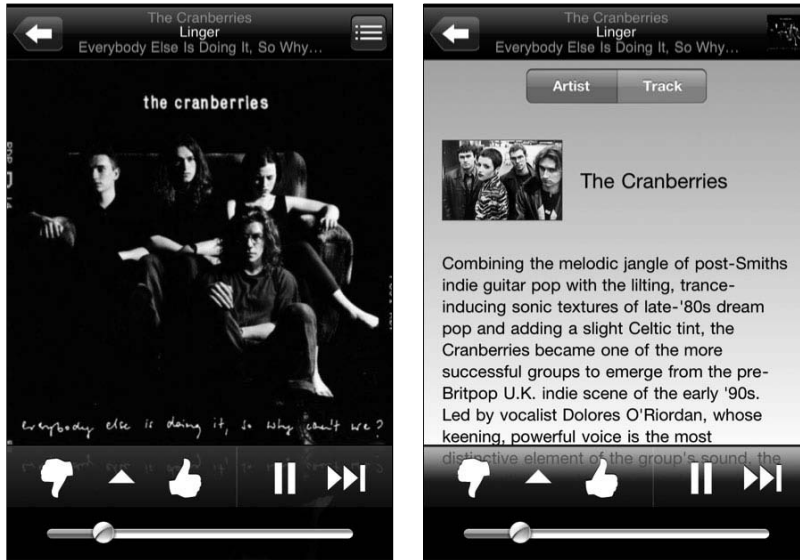 The Cranberries
Linger
Everybody Else Is Doing It, So Why...
the cranberries
everybody else is doing it, so why can't we?
The Cranberries
Linger
Everybody Else Is Doing It, So Why...
Artist
Track
The Cranberries
Combining the melodic jangle of post-Smiths
indie guitar pop with the lilting, trance-
inducing sonic textures of late-'80s dream
pop and adding a slight Celtic tint, the
Cranberries became one of the more
successful groups to emerge from the pre-
Britpop U.K. indie scene of the early '90s.
Led by vocalist Dolores O'Riordan, whose
keening, powerful voice is the most
distinctive element of the group's sound, the